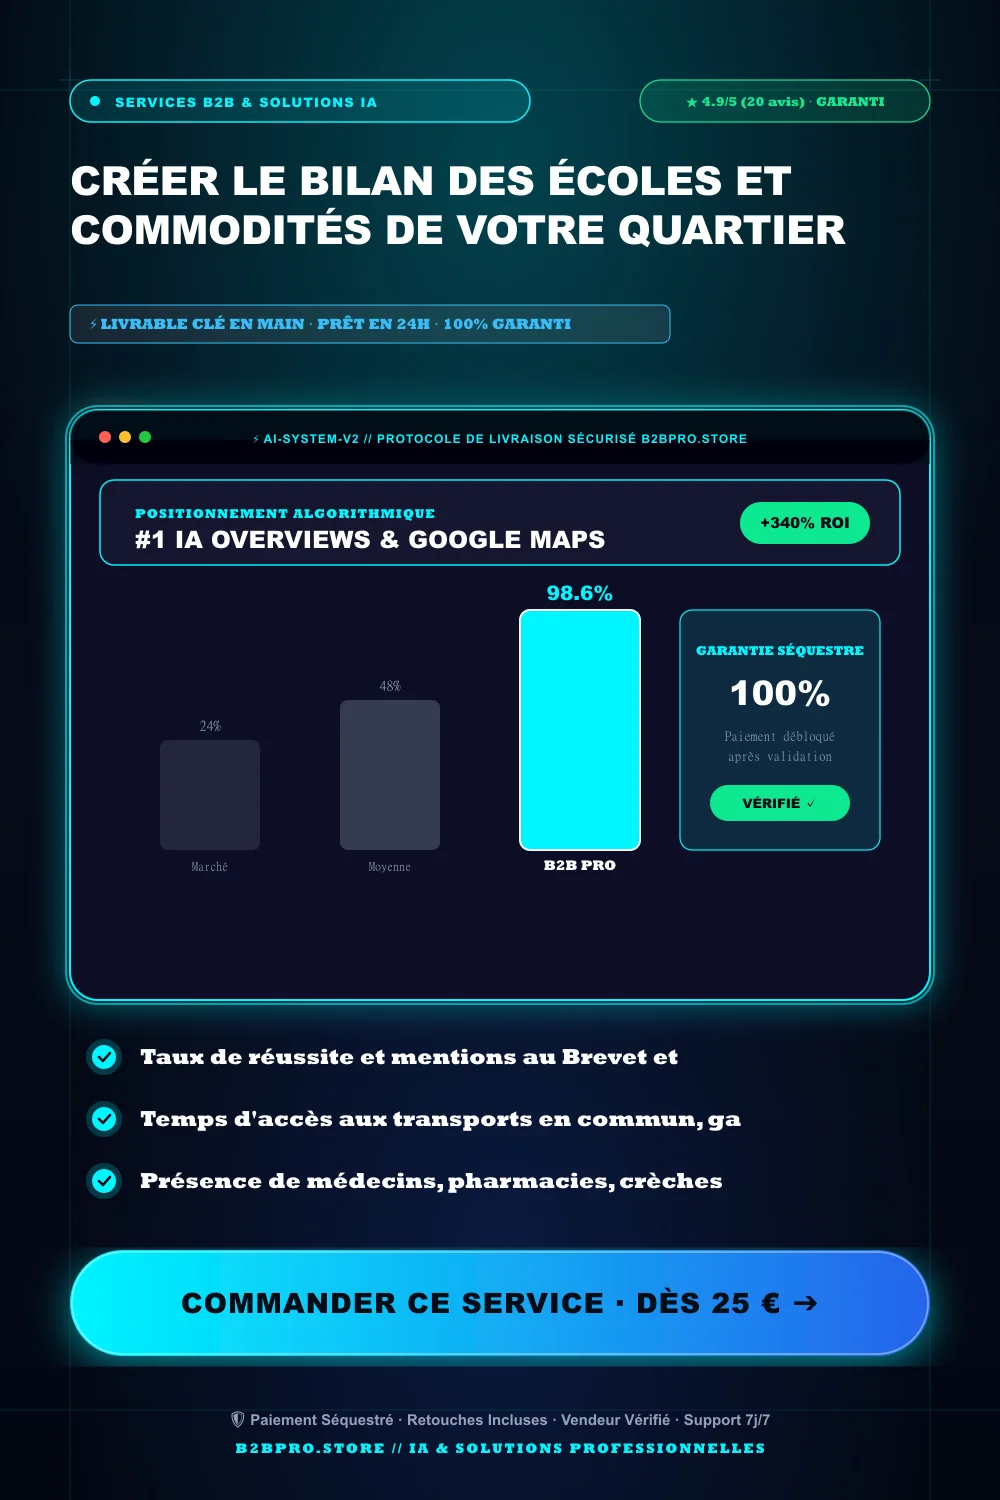 SERVICES B2B & SOLUTIONS IA
★ 4.9/5 (20 avis) · GARANTI
CRÉER LE BILAN DES ÉCOLES ET
COMMODITÉS DE VOTRE QUARTIER
⚡ LIVRABLE CLÉ EN MAIN · PRÊT EN 24H · 100% GARANTI
⚡ AI-SYSTEM-V2 // PROTOCOLE DE LIVRAISON SÉCURISÉ B2BPRO.STORE
POSITIONNEMENT ALGORITHMIQUE
#1 IA OVERVIEWS & GOOGLE MAPS
+340% ROI
24%
Marché
48%
Moyenne
98.6%
B2B PRO
GARANTIE SÉQUESTRE
100%
Paiement débloqué
après validation
VÉRIFIÉ ✓
Taux de réussite et mentions au Brevet et
Temps d'accès aux transports en commun, ga
Présence de médecins, pharmacies, crèches
COMMANDER CE SERVICE · DÈS 25 € →
🛡 Paiement Séquestré · Retouches Incluses · Vendeur Vérifié · Support 7j/7
B2BPRO.STORE // IA & SOLUTIONS PROFESSIONNELLES